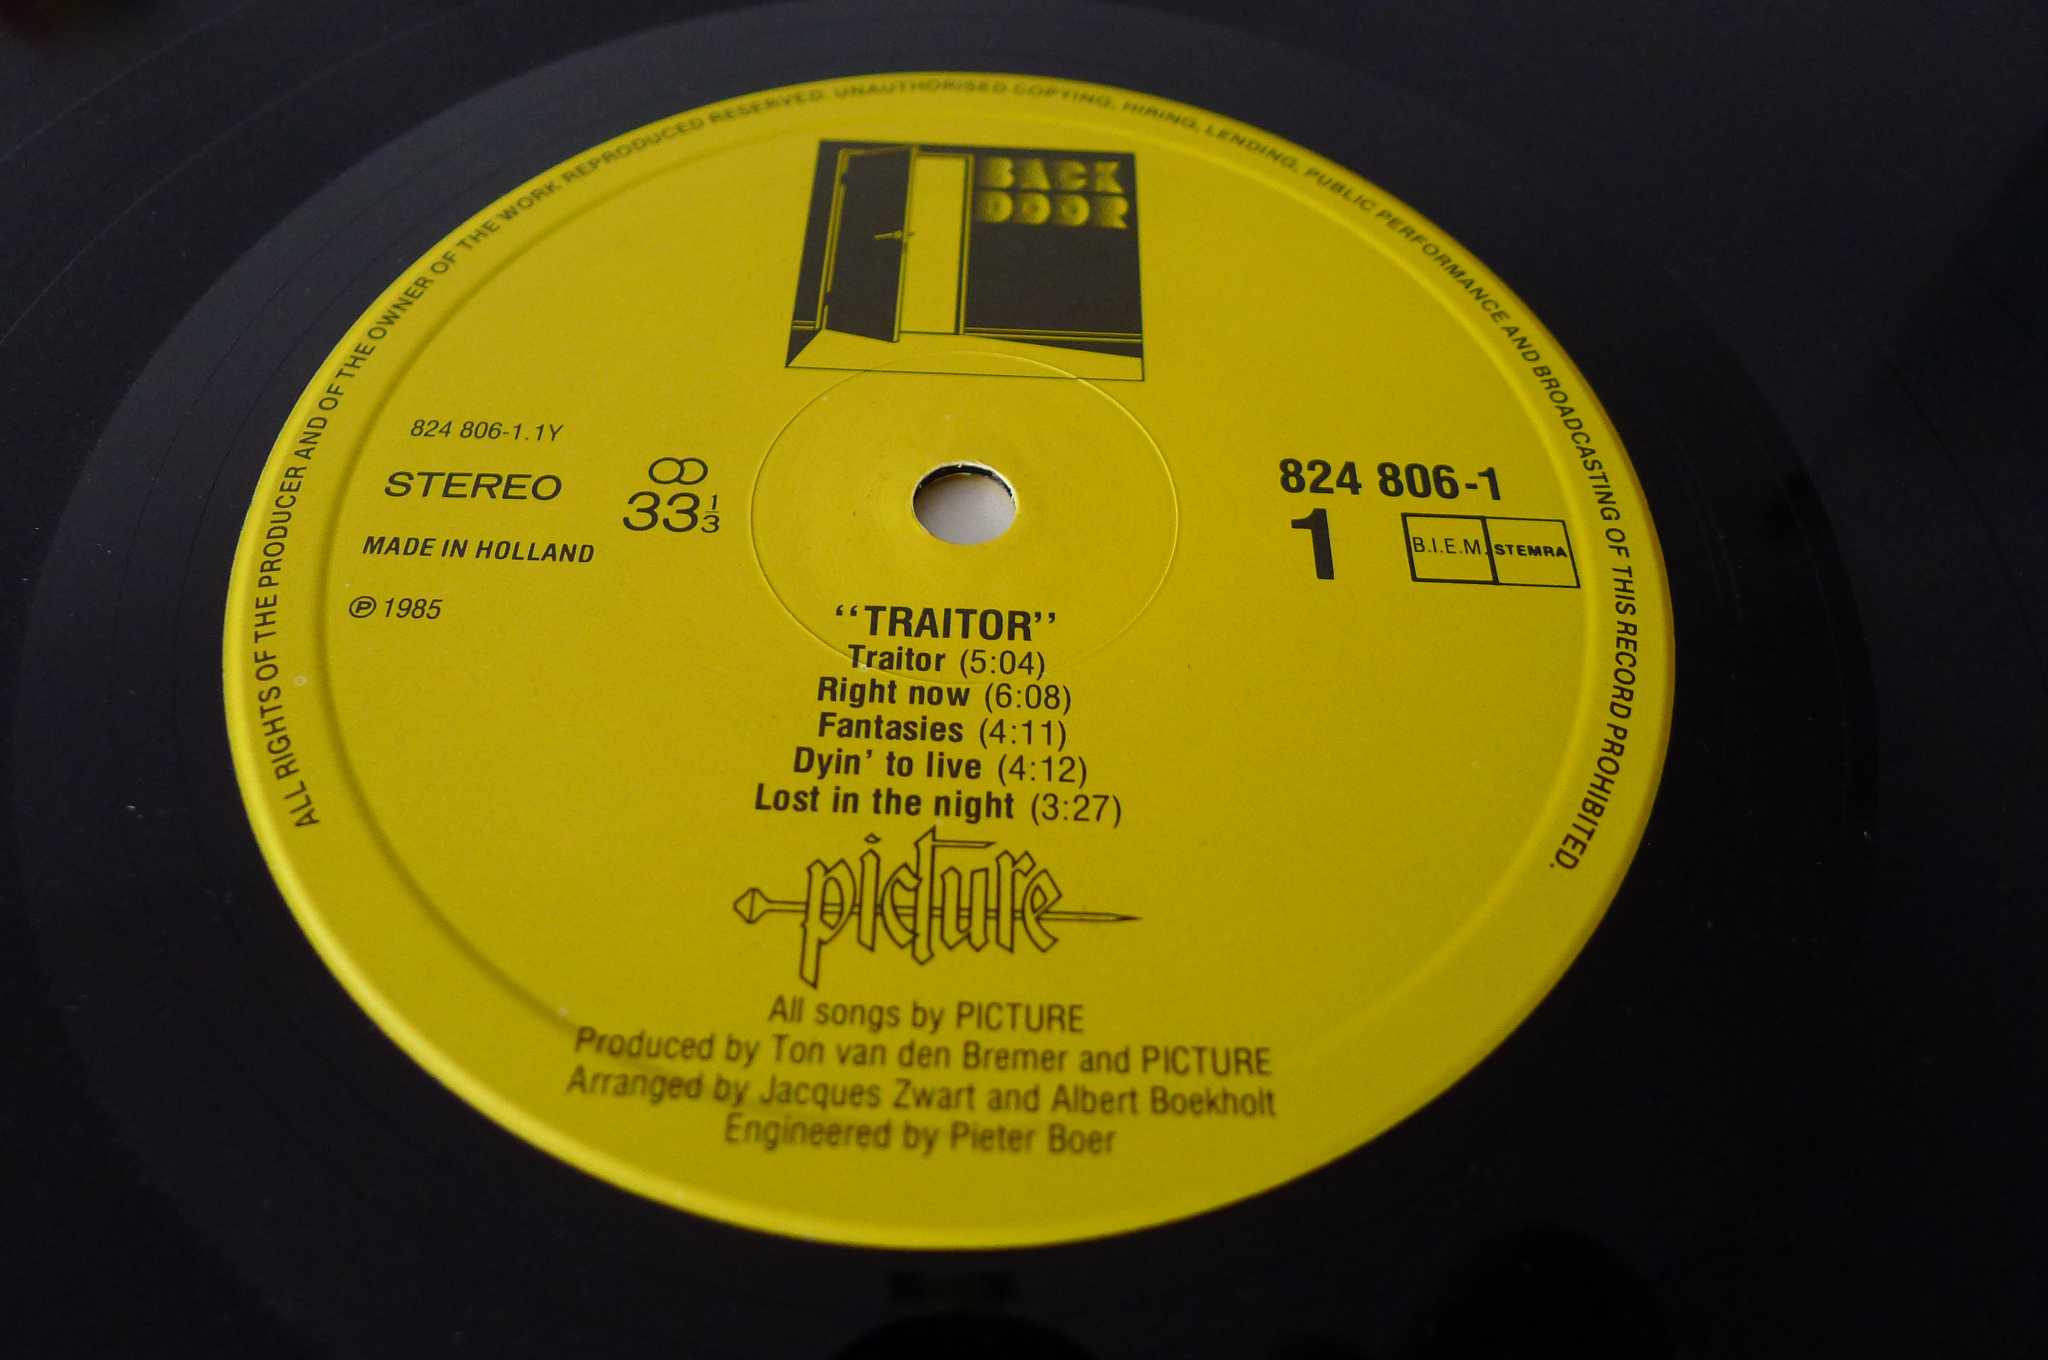 ALL RIGHTS OF THE PRODUCER AND OF THE OWNER OF THE WORK REPRODUCED RESERVED. UNAUTHORISED COPYING, HIRING, LENDING, PUBLIC PERFORMANCE AND BROADCASTING OF THIS RECORD PROHIBITED.
BACK
DOOR
824 806-1.1Y
STEREO
33 1/3
MADE IN HOLLAND
℗ 1985
824 806-1
1
B.I.E.M. STEMRA
“TRAITOR”
Traitor (5:04)
Right now (6:08)
Fantasies (4:11)
Dyin’ to live (4:12)
Lost in the night (3:27)
picture
All songs by PICTURE
Produced by Ton van den Bremer and PICTURE
Arranged by Jacques Zwart and Albert Boekholt
Engineered by Pieter Boer